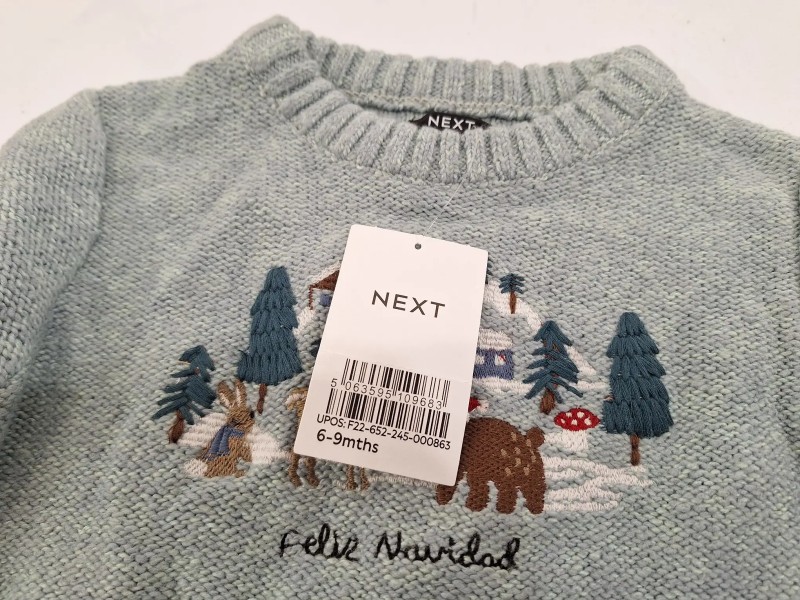 NEXT
NEXT
5 063595 109683
UPOS: F22-652-245-000863
6-9mths
Feliz Navidad